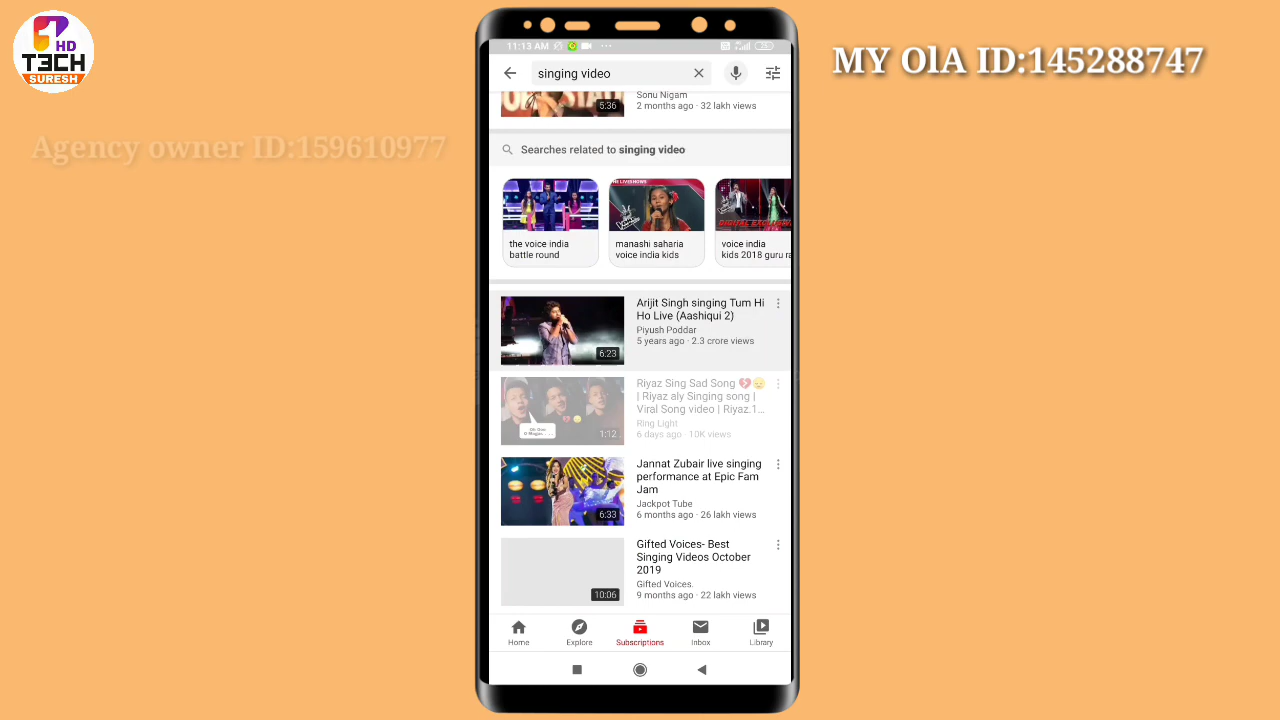 HD
TECH
SURESH
MY OlA ID:145288747
Agency owner ID:159610977
11:13 AM
singing video
5:36
Sonu Nigam
2 months ago · 32 lakh views
Searches related to singing video
the voice india
battle round
THE LIVE SHOWS
manashi saharia
voice india kids
DIGITAL EXCLUSIV
voice india
kids 2018 guru ra
6:23
Arijit Singh singing Tum Hi
Ho Live (Aashiqui 2)
Piyush Poddar
5 years ago · 2.3 crore views
1:12
Riyaz Sing Sad Song 💔😞
| Riyaz aly Singing song |
Viral Song video | Riyaz.1...
Ring Light
6 days ago · 10K views
6:33
Jannat Zubair live singing
performance at Epic Fam
Jam
Jackpot Tube
6 months ago · 26 lakh views
10:06
Gifted Voices- Best
Singing Videos October
2019
Gifted Voices.
9 months ago · 22 lakh views
Home
Explore
Subscriptions
Inbox
Library